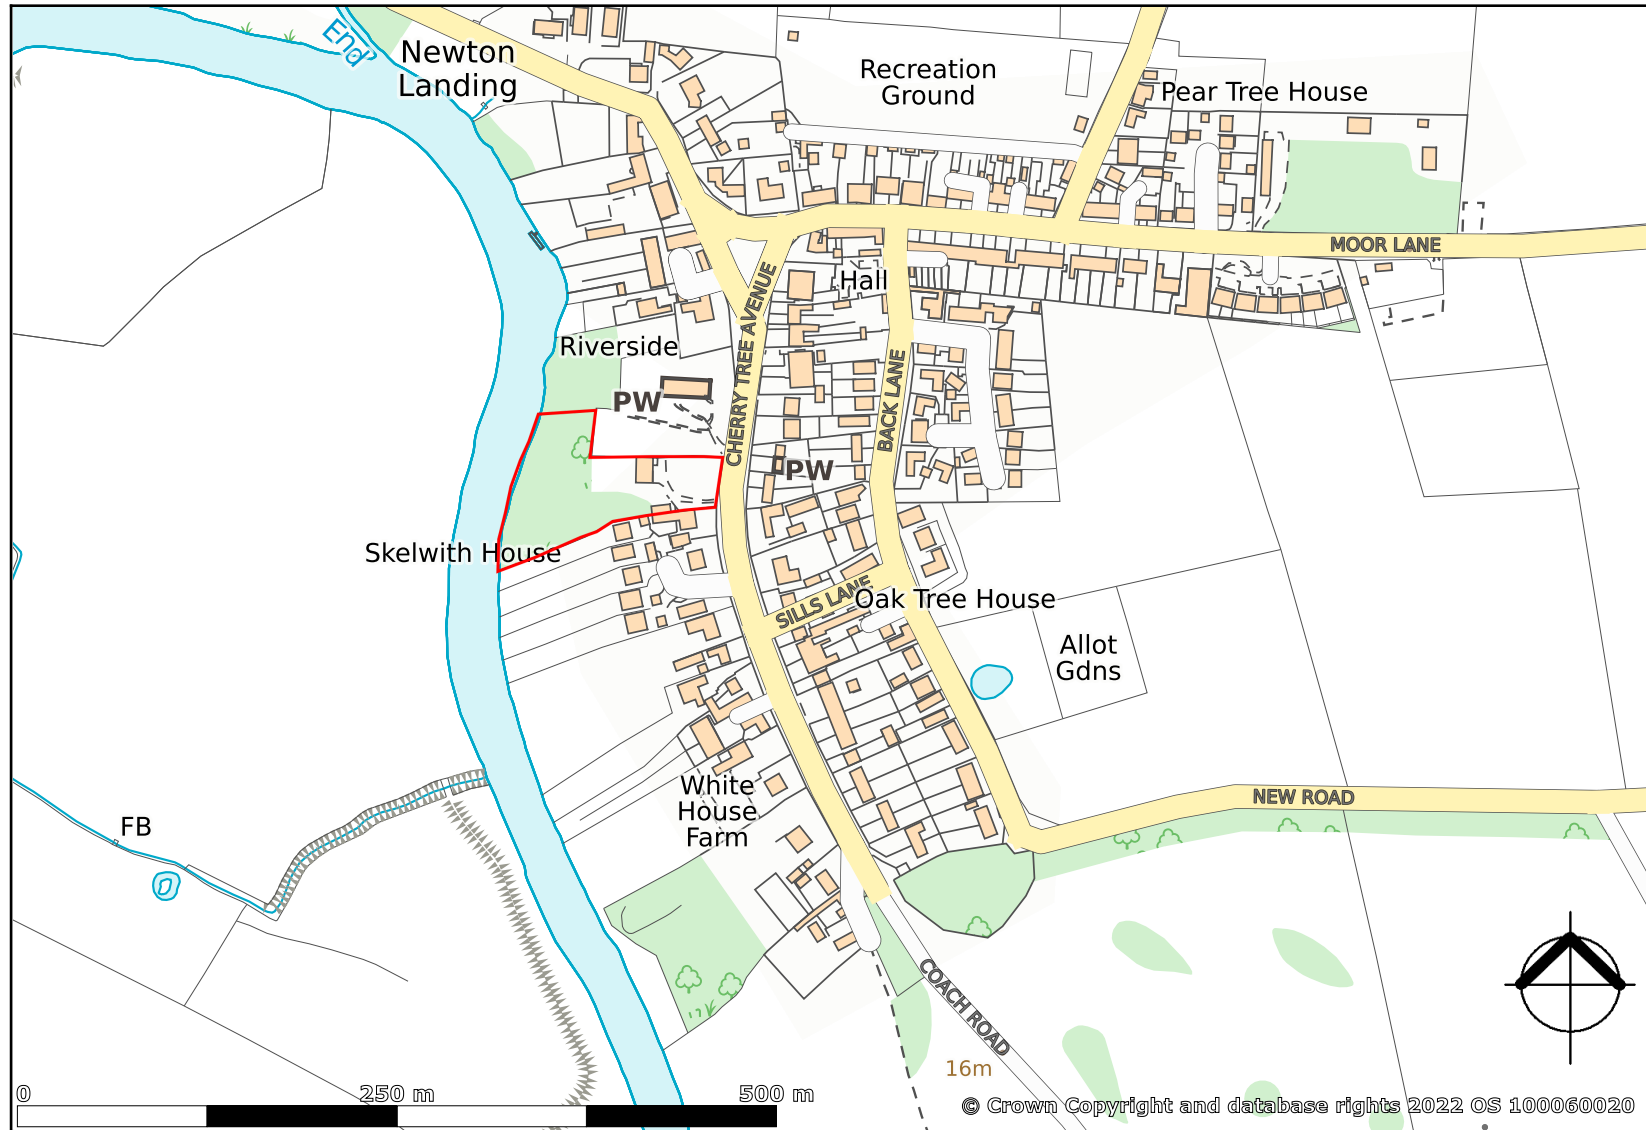 End
Newton
Landing
Recreation
Ground
Pear Tree House
MOOR LANE
Hall
CHERRY TREE AVENUE
Riverside
PW
BACK LANE
PW
Skelwith House
SILLS LANE
Oak Tree House
Allot
Gdns
White
House
Farm
NEW ROAD
FB
COACH ROAD
16m
0
250 m
500 m
© Crown Copyright and database rights 2022 OS 100060020